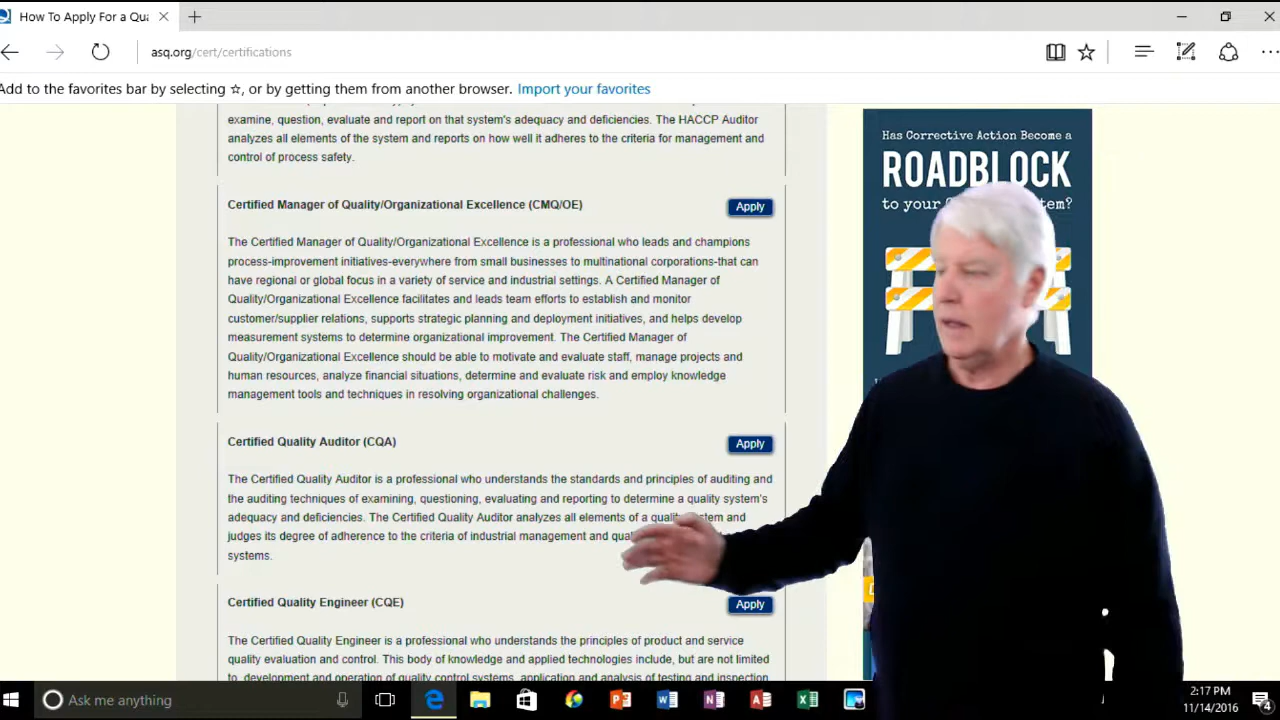 How To Apply For a Qua
asq.org/cert/certifications
Add to the favorites bar by selecting ☆, or by getting them from another browser. Import your favorites
examine, question, evaluate and report on that system's adequacy and deficiencies. The HACCP Auditor
analyzes all elements of the system and reports on how well it adheres to the criteria for management and
control of process safety.
Certified Manager of Quality/Organizational Excellence (CMQ/OE)
Apply
The Certified Manager of Quality/Organizational Excellence is a professional who leads and champions
process-improvement initiatives-everywhere from small businesses to multinational corporations-that can
have regional or global focus in a variety of service and industrial settings. A Certified Manager of
Quality/Organizational Excellence facilitates and leads team efforts to establish and monitor
customer/supplier relations, supports strategic planning and deployment initiatives, and helps develop
measurement systems to determine organizational improvement. The Certified Manager of
Quality/Organizational Excellence should be able to motivate and evaluate staff, manage projects and
human resources, analyze financial situations, determine and evaluate risk and employ knowledge
management tools and techniques in resolving organizational challenges.
Certified Quality Auditor (CQA)
Apply
The Certified Quality Auditor is a professional who understands the standards and principles of auditing and
the auditing techniques of examining, questioning, evaluating and reporting to determine a quality system's
adequacy and deficiencies. The Certified Quality Auditor analyzes all elements of a quality system and
judges its degree of adherence to the criteria of industrial management and
systems.
Certified Quality Engineer (CQE)
Apply
The Certified Quality Engineer is a professional who understands the principles of product and service
quality evaluation and control. This body of knowledge and applied technologies include, but are not limited
to, development and operation of quality control systems, application and analysis of testing and inspection
Has Corrective Action Become a
ROADBLOCK
to your
Ask me anything
2:17 PM
11/14/2016
4